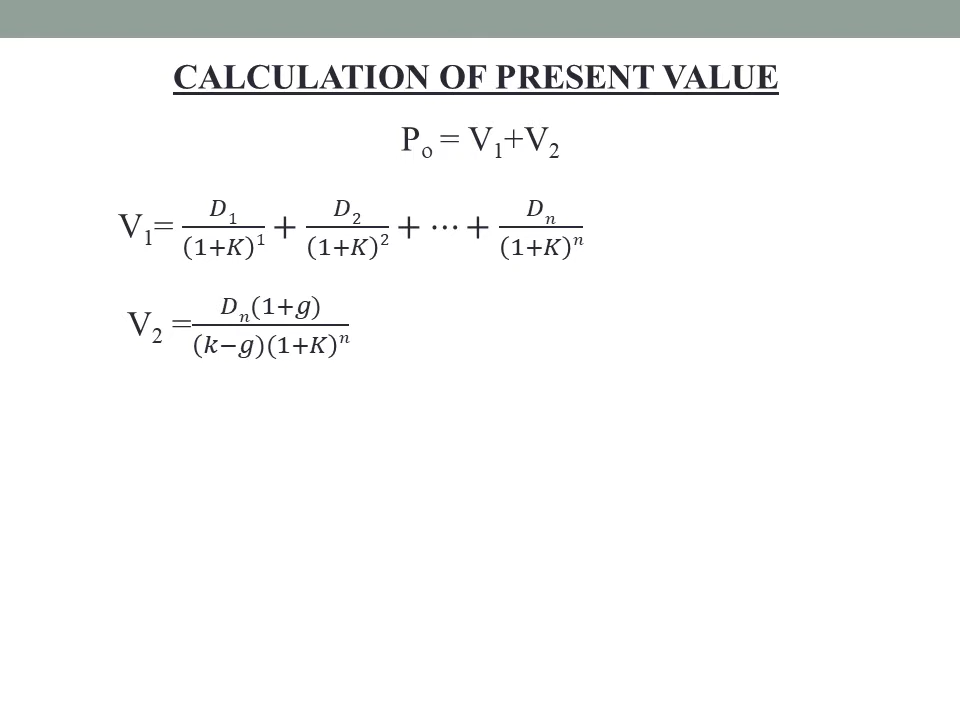 CALCULATION OF PRESENT VALUE
Pₒ = V₁+V₂
V₁= D₁/(1+K)¹ + D₂/(1+K)² + ⋯ + Dₙ/(1+K)ⁿ
V₂ = Dₙ(1+g)/(k−g)(1+K)ⁿ